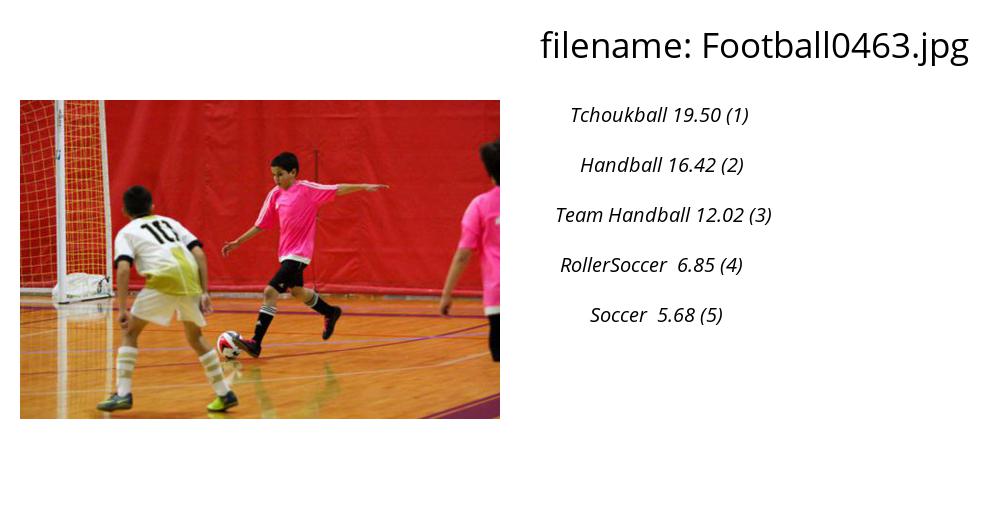 filename: Football0463.jpg
Tchoukball 19.50 (1)
Handball 16.42 (2)
Team Handball 12.02 (3)
RollerSoccer 6.85 (4)
Soccer 5.68 (5)
10